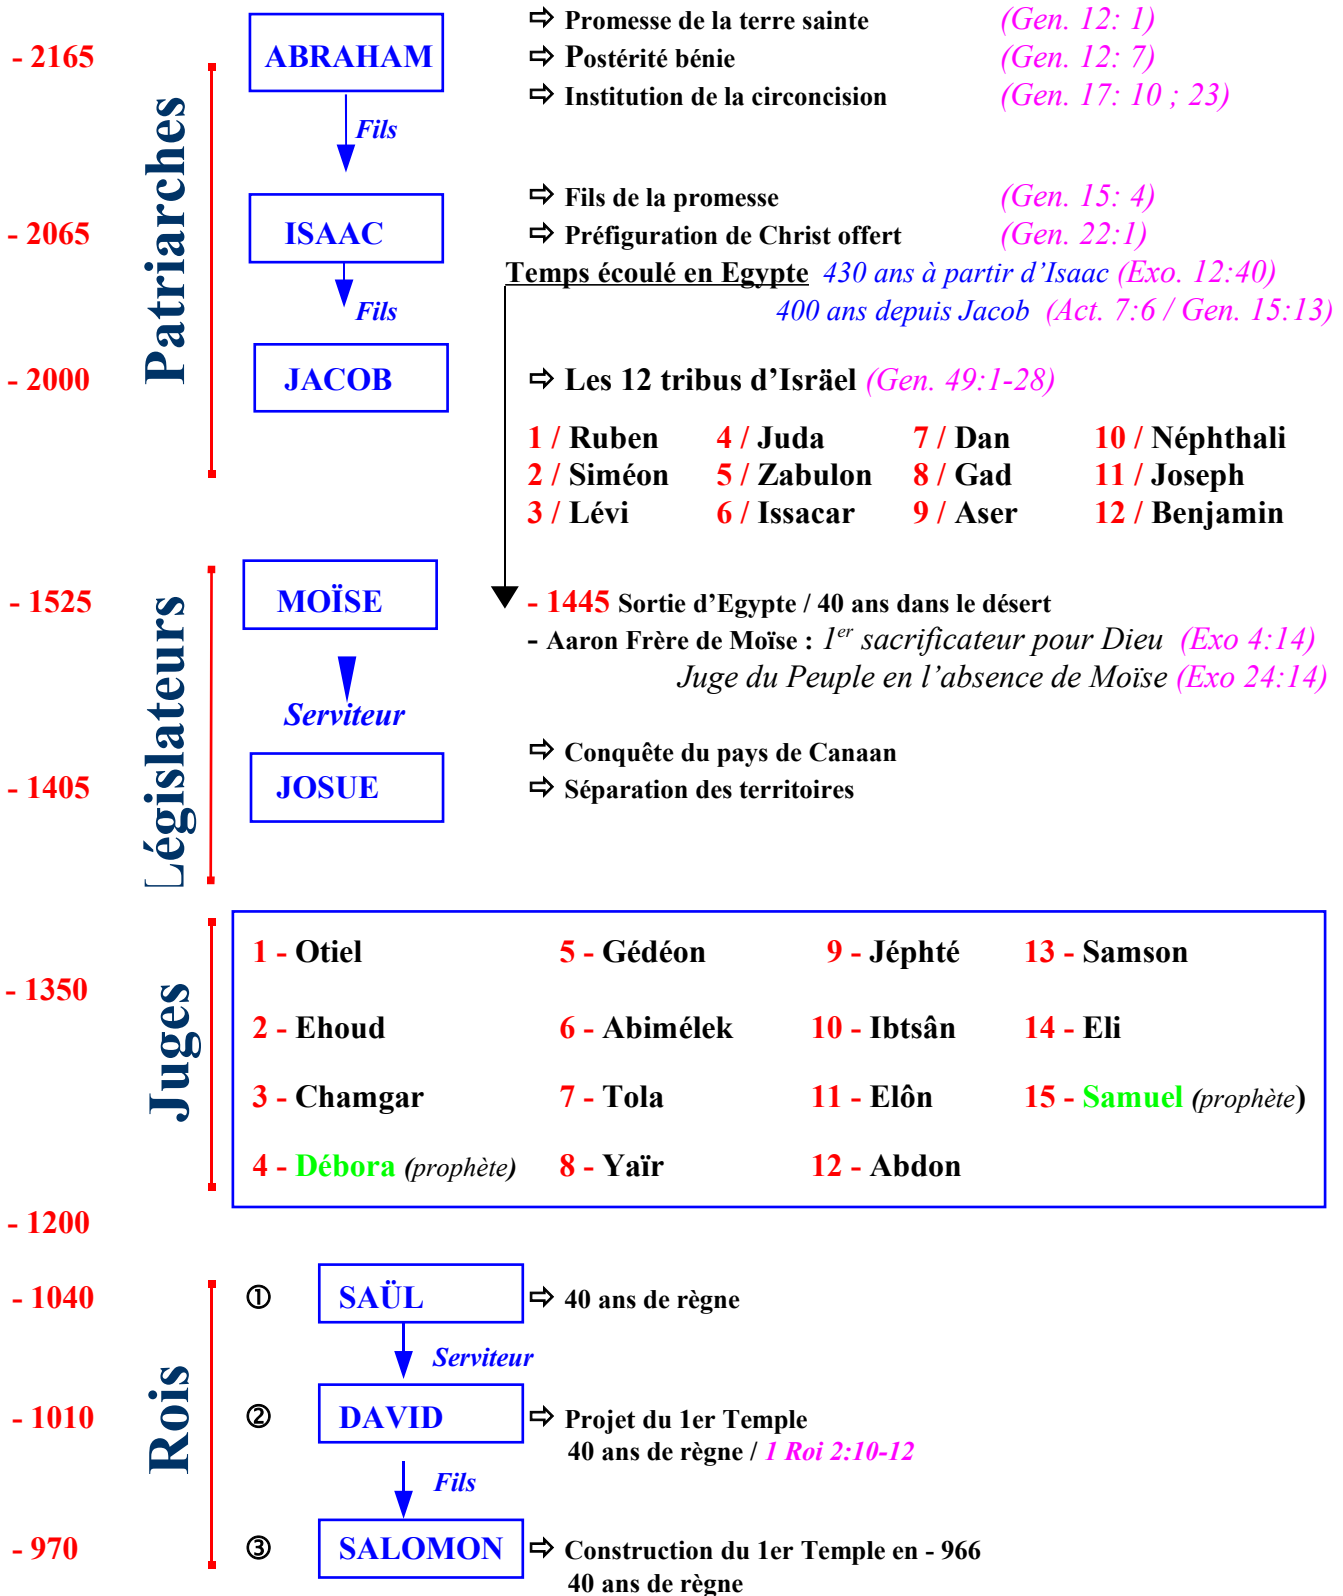 ⇨ Promesse de la terre sainte (Gen. 12: 1)
- 2165 ABRAHAM ⇨ Postérité bénie (Gen. 12: 7)
⇨ Institution de la circoncision (Gen. 17: 10 ; 23)
Fils
Patriarches
⇨ Fils de la promesse (Gen. 15: 4)
- 2065 ISAAC ⇨ Préfiguration de Christ offert (Gen. 22:1)
Temps écoulé en Egypte 430 ans à partir d'Isaac (Exo. 12:40)
Fils 400 ans depuis Jacob (Act. 7:6 / Gen. 15:13)
- 2000 JACOB ⇨ Les 12 tribus d'Isräel (Gen. 49:1-28)
1 / Ruben 4 / Juda 7 / Dan 10 / Néphthali
2 / Siméon 5 / Zabulon 8 / Gad 11 / Joseph
3 / Lévi 6 / Issacar 9 / Aser 12 / Benjamin
- 1525 MOÏSE - 1445 Sortie d'Egypte / 40 ans dans le désert
- Aaron Frère de Moïse : 1er sacrificateur pour Dieu (Exo 4:14)
Juge du Peuple en l'absence de Moïse (Exo 24:14)
Serviteur
Législateurs
⇨ Conquête du pays de Canaan
- 1405 JOSUE ⇨ Séparation des territoires
1 - Otiel 5 - Gédéon 9 - Jéphté 13 - Samson
- 1350
Juges
2 - Ehoud 6 - Abimélek 10 - Ibtsân 14 - Eli
3 - Chamgar 7 - Tola 11 - Elôn 15 - Samuel (prophète)
4 - Débora (prophète) 8 - Yaïr 12 - Abdon
- 1200
- 1040 ① SAÜL ⇨ 40 ans de règne
Serviteur
Rois
- 1010 ② DAVID ⇨ Projet du 1er Temple
40 ans de règne / 1 Roi 2:10-12
Fils
- 970 ③ SALOMON ⇨ Construction du 1er Temple en - 966
40 ans de règne